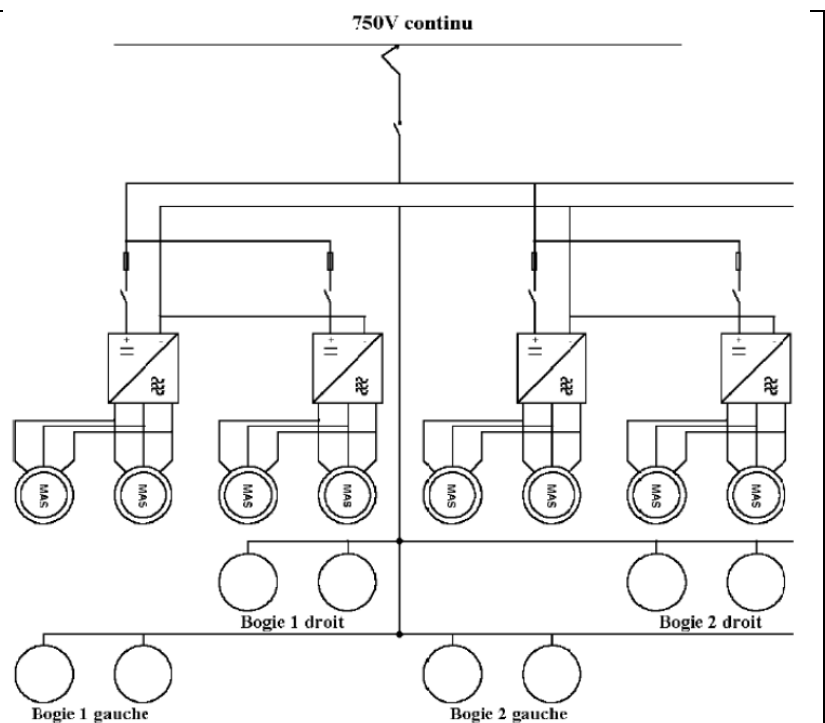 750V continu
+ -
+ -
+ -
+ -
MAS MAS MAS MAS MAS MAS MAS MAS
Bogie 1 droit Bogie 2 droit
Bogie 1 gauche Bogie 2 gauche